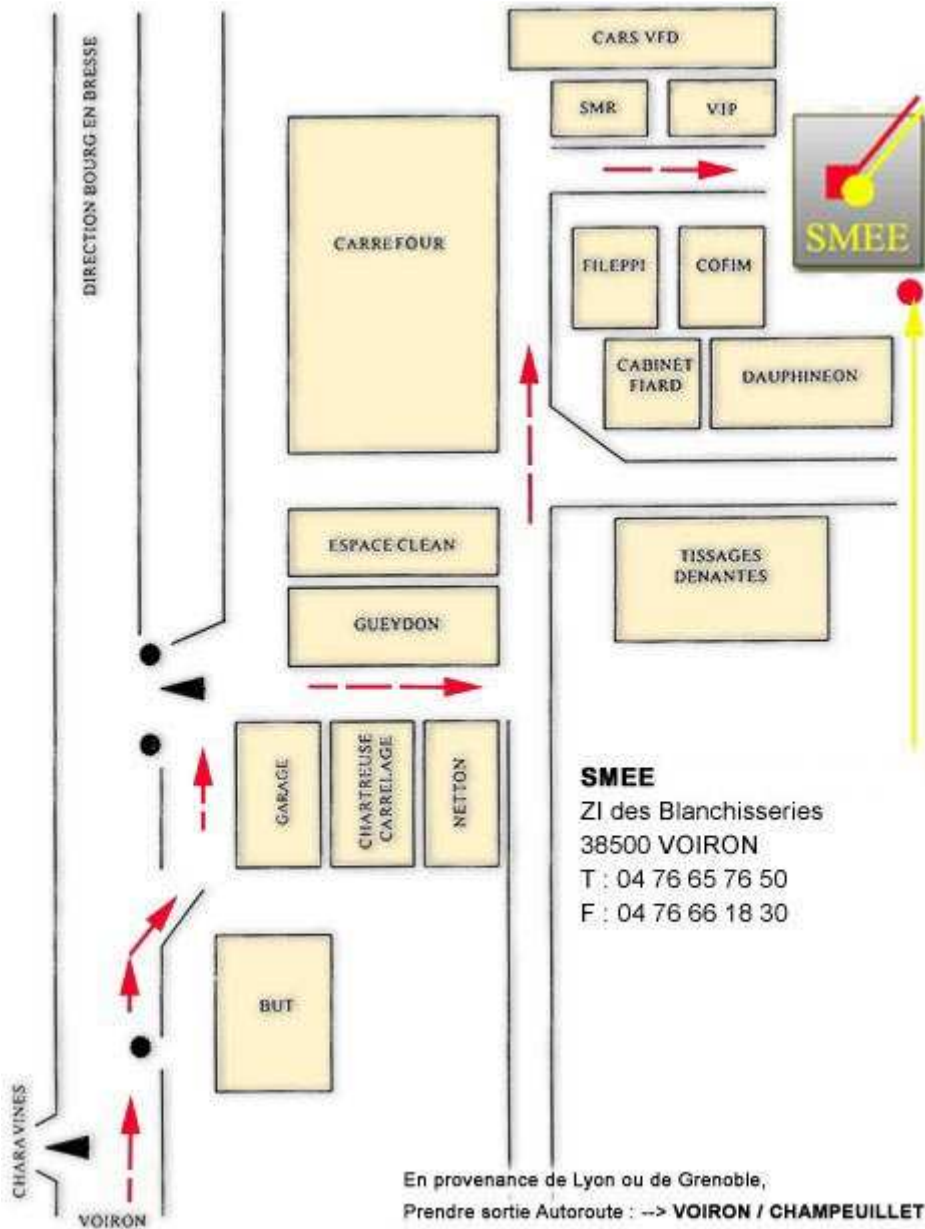 DIRECTION BOURG EN BRESSE
CARS VFD
SMR
VIP
CARREFOUR
SMEE
FILEPPI
COFIM
CABINET
FIARD
DAUPHINEON
ESPACE CLEAN
GUEYDON
TISSAGES
DENANTES
GARAGE
CHARTREUSE
CARRELAGE
NETTON
SMEE
ZI des Blanchisseries
38500 VOIRON
T : 04 76 65 76 50
F : 04 76 66 18 30
BUT
CHARAVINES
VOIRON
En provenance de Lyon ou de Grenoble,
Prendre sortie Autoroute : --> VOIRON / CHAMPEUILLET